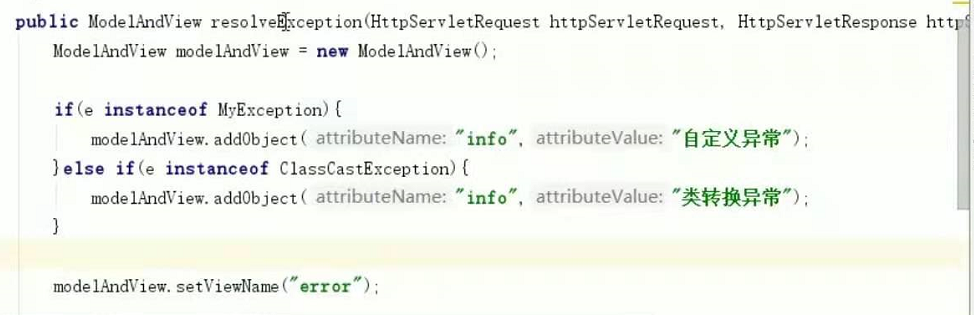 public ModelAndView resolveException(HttpServletRequest httpServletRequest, HttpServletResponse https
ModelAndView modelAndView = new ModelAndView();
if(e instanceof MyException){
modelAndView.addObject( attributeName: "info", attributeValue: "自定义异常");
}else if(e instanceof ClassCastException){
modelAndView.addObject( attributeName: "info", attributeValue: "类转换异常");
}
modelAndView.setViewName("error");